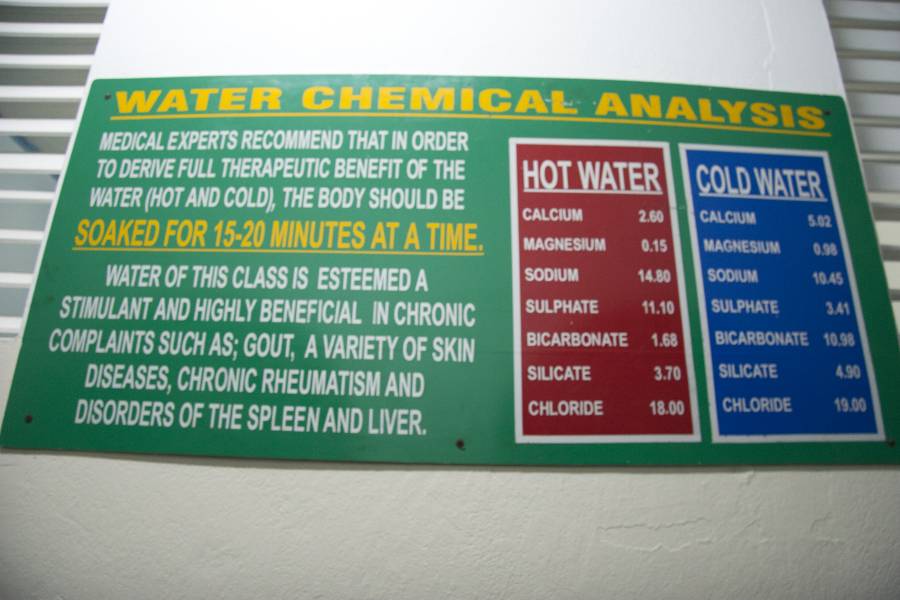 WATER CHEMICAL ANALYSIS
MEDICAL EXPERTS RECOMMEND THAT IN ORDER
TO DERIVE FULL THERAPEUTIC BENEFIT OF THE
WATER (HOT AND COLD), THE BODY SHOULD BE
SOAKED FOR 15-20 MINUTES AT A TIME.
WATER OF THIS CLASS IS ESTEEMED A
STIMULANT AND HIGHLY BENEFICIAL IN CHRONIC
COMPLAINTS SUCH AS; GOUT, A VARIETY OF SKIN
DISEASES, CHRONIC RHEUMATISM AND
DISORDERS OF THE SPLEEN AND LIVER.
HOT WATER
CALCIUM 2.60
MAGNESIUM 0.15
SODIUM 14.80
SULPHATE 11.10
BICARBONATE 1.68
SILICATE 3.70
CHLORIDE 18.00
COLD WATER
CALCIUM 5.02
MAGNESIUM 0.98
SODIUM 10.45
SULPHATE 3.41
BICARBONATE 10.98
SILICATE 4.90
CHLORIDE 19.00